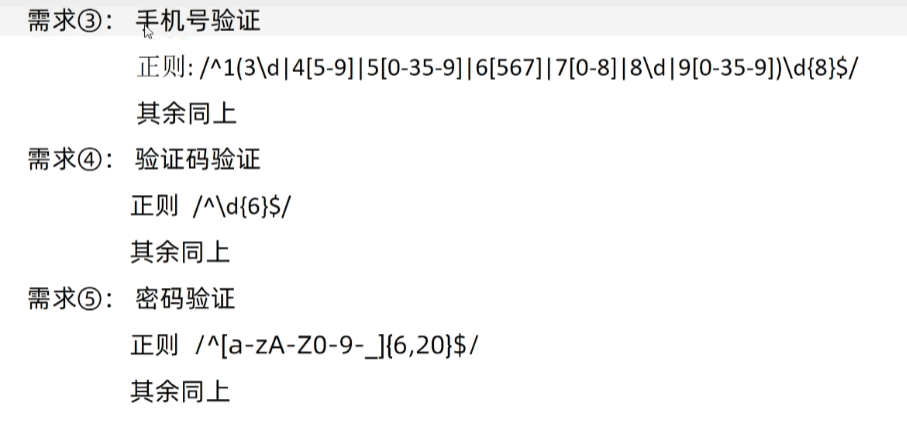 需求③： 手机号验证
正则: /^1(3\d|4[5-9]|5[0-35-9]|6[567]|7[0-8]|8\d|9[0-35-9])\d{8}$/
其余同上
需求④： 验证码验证
正则 /^\d{6}$/
其余同上
需求⑤： 密码验证
正则 /^[a-zA-Z0-9-_]{6,20}$/
其余同上